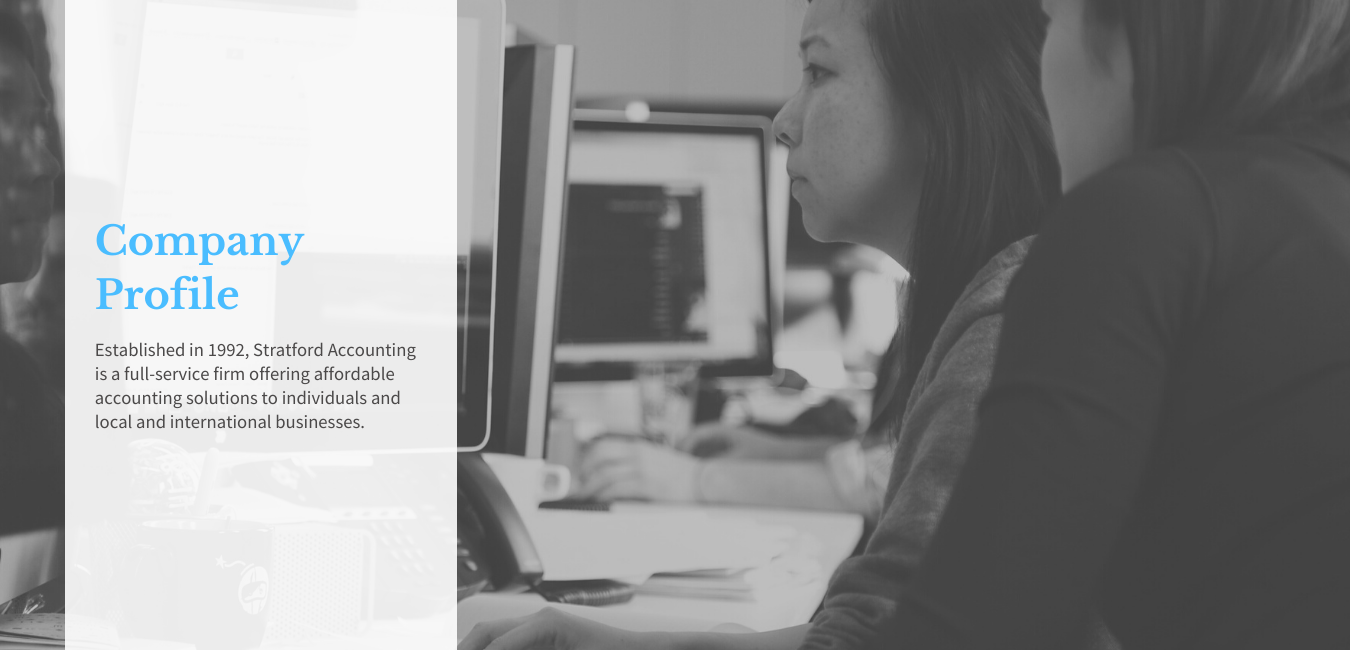 Company
Profile
Established in 1992, Stratford Accounting
is a full-service firm offering affordable
accounting solutions to individuals and
local and international businesses.